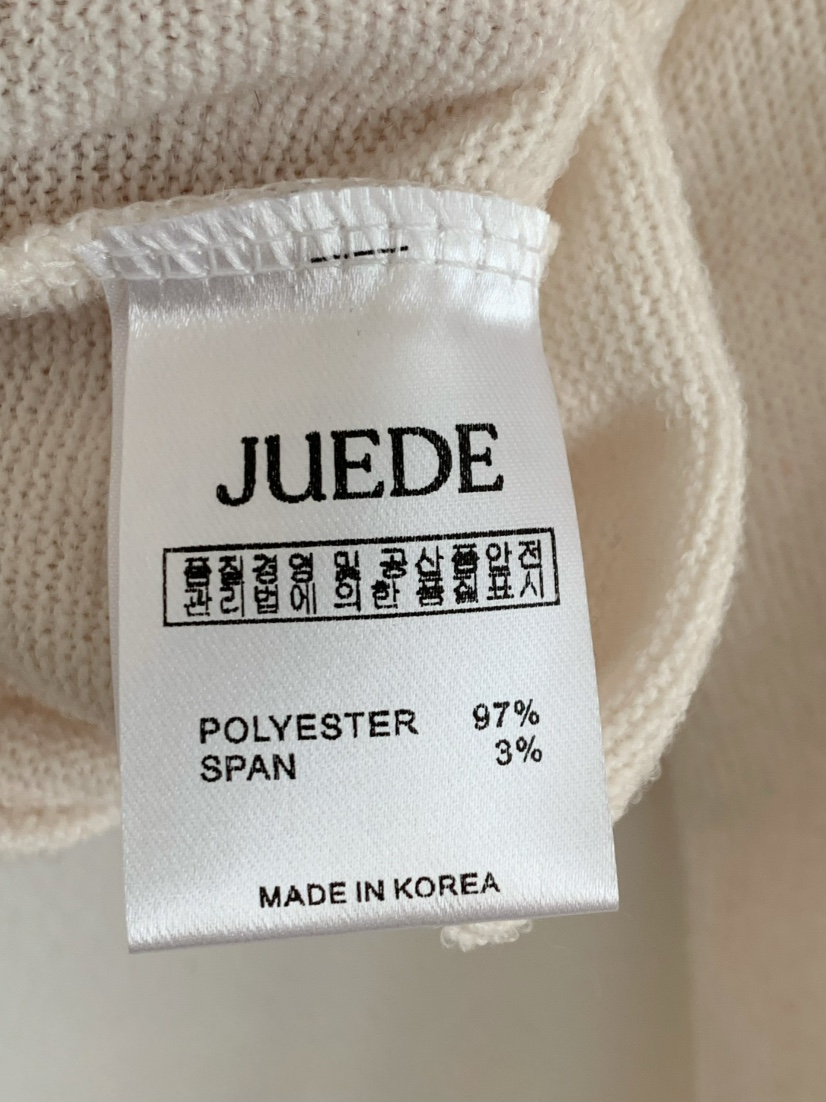 JUEDE
품질경영 및 공산품안전
관리법에 의한 품질표시
POLYESTER 97%
SPAN 3%
MADE IN KOREA